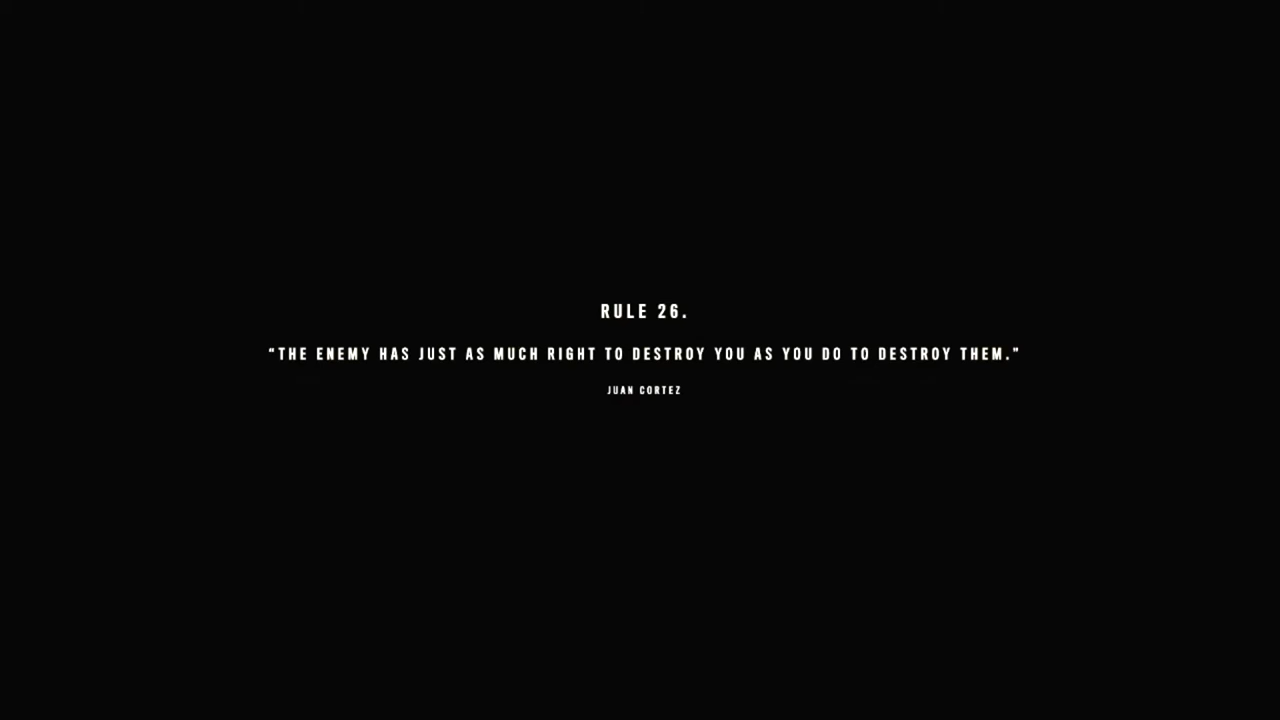 RULE 26.
“THE ENEMY HAS JUST AS MUCH RIGHT TO DESTROY YOU AS YOU DO TO DESTROY THEM.”
JUAN CORTEZ